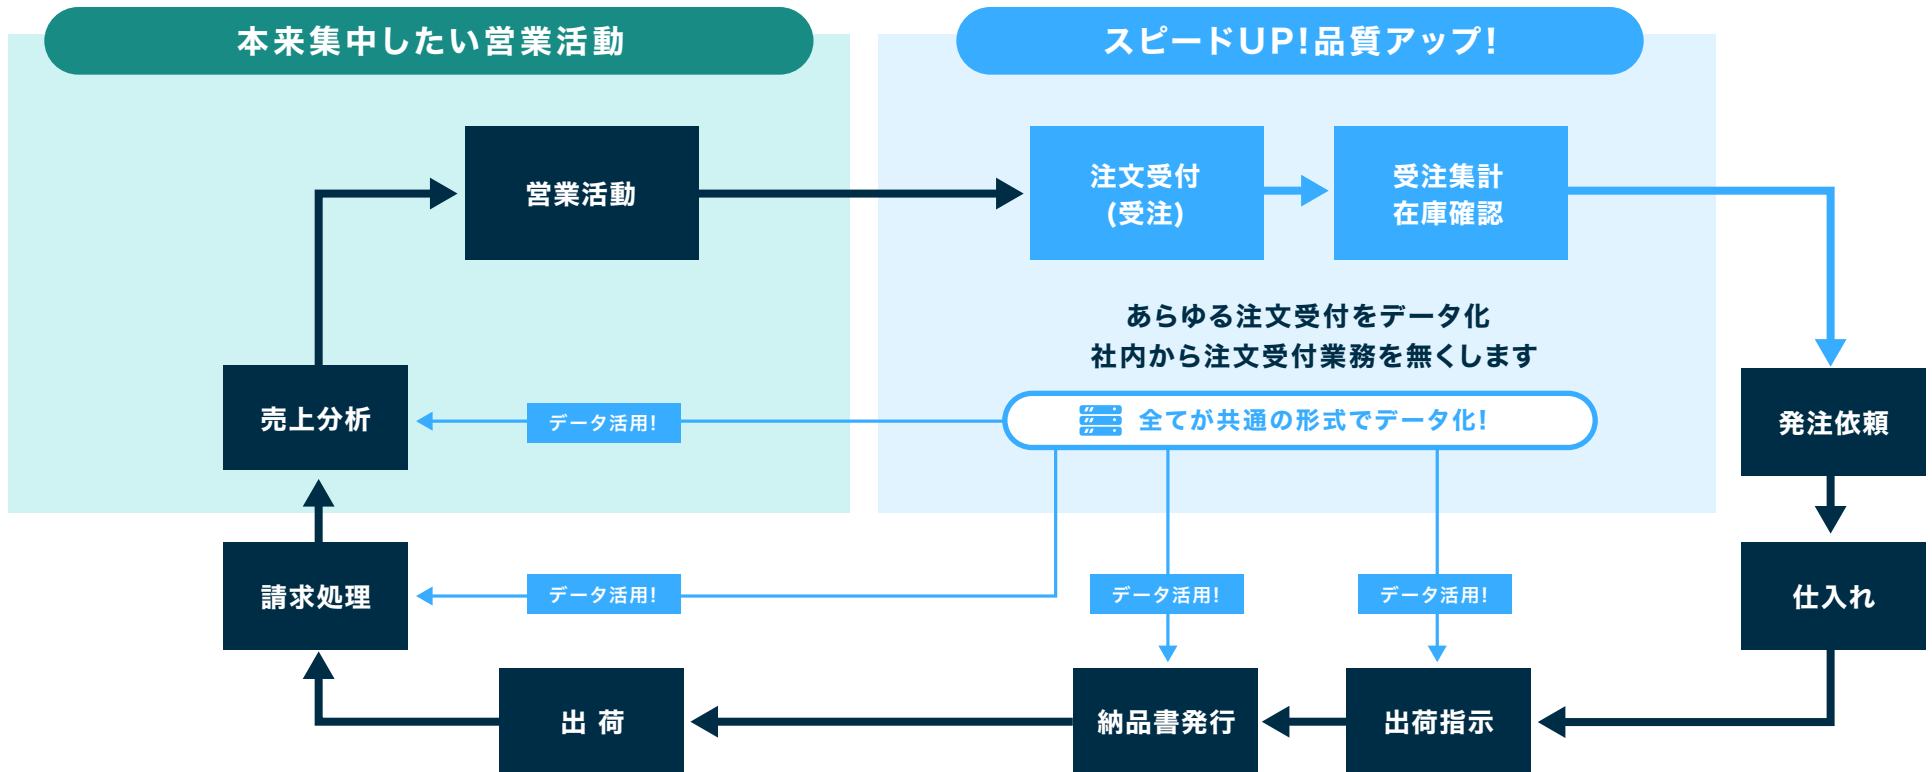 本来集中したい営業活動
スピードUP!品質アップ!
営業活動
注文受付
(受注)
受注集計
在庫確認
あらゆる注文受付をデータ化
社内から注文受付業務を無くします
全てが共通の形式でデータ化!
売上分析
データ活用!
発注依頼
請求処理
データ活用!
データ活用!
データ活用!
仕入れ
出 荷
納品書発行
出荷指示